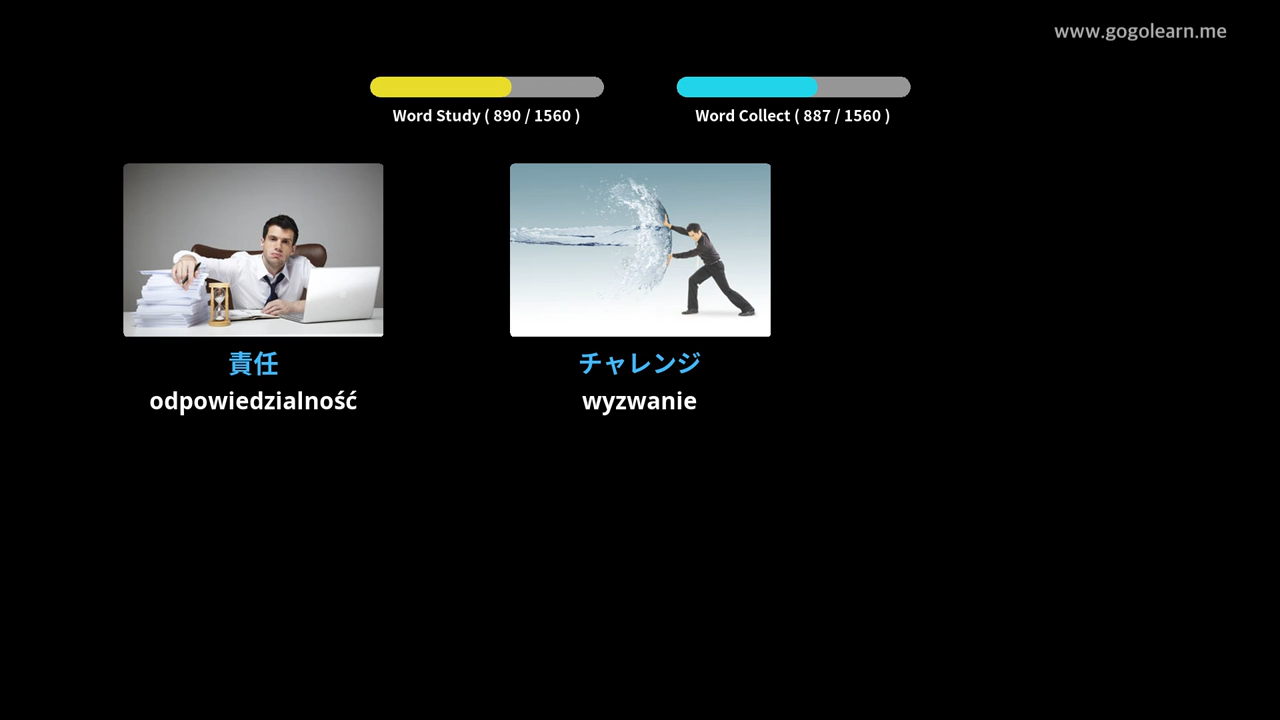 www.gogolearn.me
Word Study ( 890 / 1560 )
Word Collect ( 887 / 1560 )
責任
odpowiedzialność
チャレンジ
wyzwanie